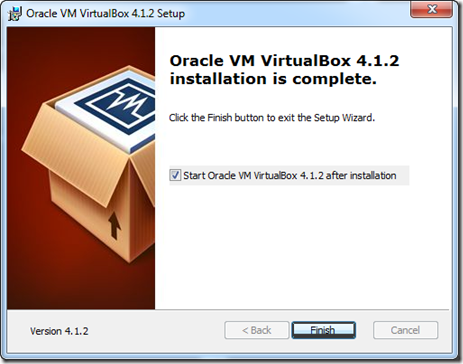 Oracle VM VirtualBox 4.1.2 Setup
Oracle VM VirtualBox 4.1.2
installation is complete.
Click the Finish button to exit the Setup Wizard.
Start Oracle VM VirtualBox 4.1.2 after installation
Version 4.1.2
< Back
Finish
Cancel